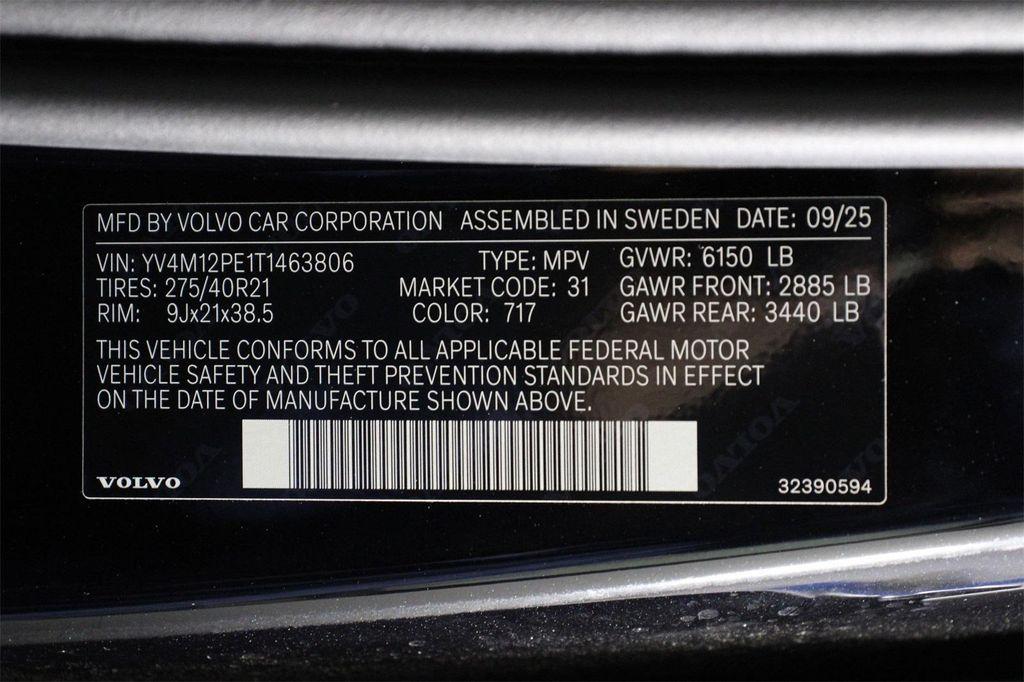 MFD BY VOLVO CAR CORPORATION ASSEMBLED IN SWEDEN DATE: 09/25
VIN: YV4M12PE1T1463806 TYPE: MPV GVWR: 6150 LB
TIRES: 275/40R21 MARKET CODE: 31 GAWR FRONT: 2885 LB
RIM: 9Jx21x38.5 COLOR: 717 GAWR REAR: 3440 LB
THIS VEHICLE CONFORMS TO ALL APPLICABLE FEDERAL MOTOR
VEHICLE SAFETY AND THEFT PREVENTION STANDARDS IN EFFECT
ON THE DATE OF MANUFACTURE SHOWN ABOVE.
VOLVO 32390594